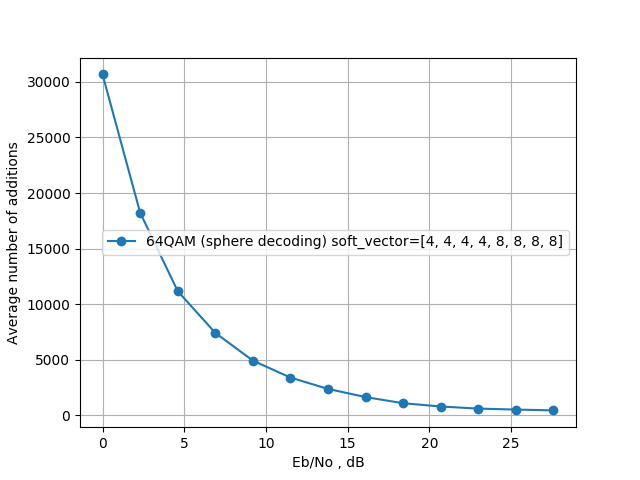 30000
25000
20000
15000
10000
5000
0
Average number of additions
64QAM (sphere decoding) soft_vector=[4, 4, 4, 4, 8, 8, 8, 8]
0 5 10 15 20 25
Eb/No , dB